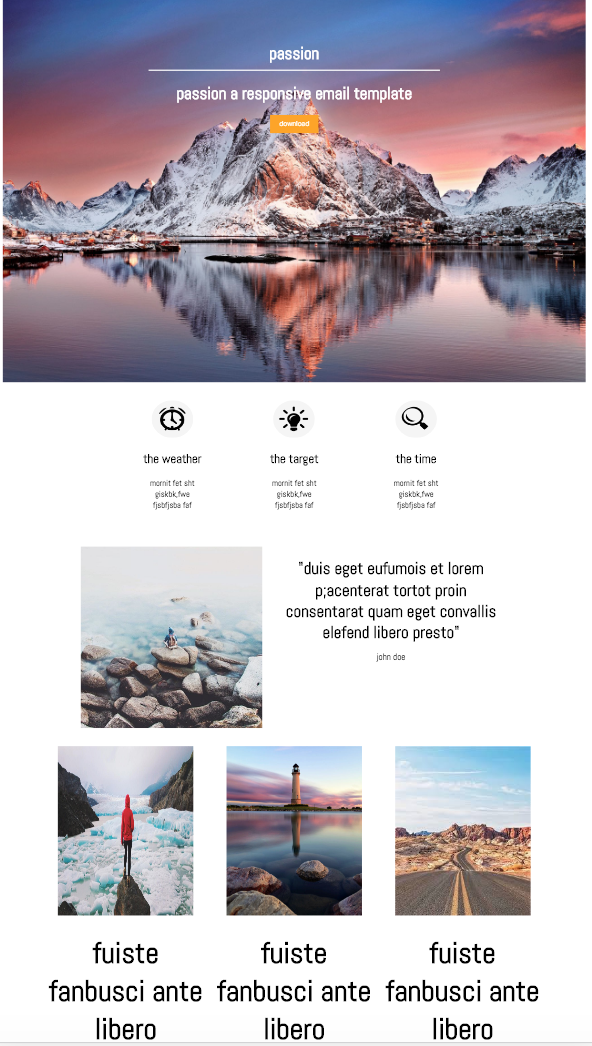 passion
passion a responsive email template
download
the weather
the target
the time
mornit fet sht
giskbk,fwe
fjsbfjsba faf
mornit fet sht
giskbk,fwe
fjsbfjsba faf
mornit fet sht
giskbk,fwe
fjsbfjsba faf
"duis eget eufumois et lorem
p;acenterat tortot proin
consentarat quam eget convallis
elefend libero presto"
john doe
fuiste
fanbusci ante
libero
fuiste
fanbusci ante
libero
fuiste
fanbusci ante
libero